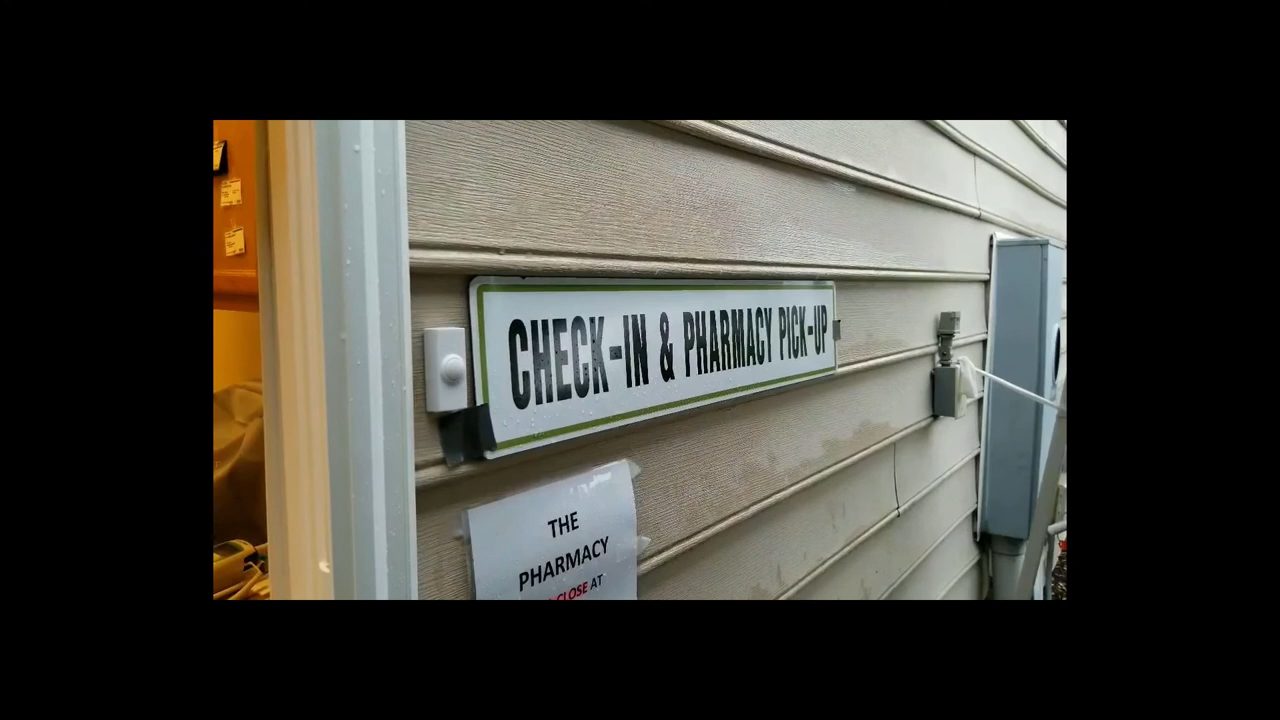 CHECK-IN & PHARMACY PICK-UP
THE
PHARMACY
CLOSE AT